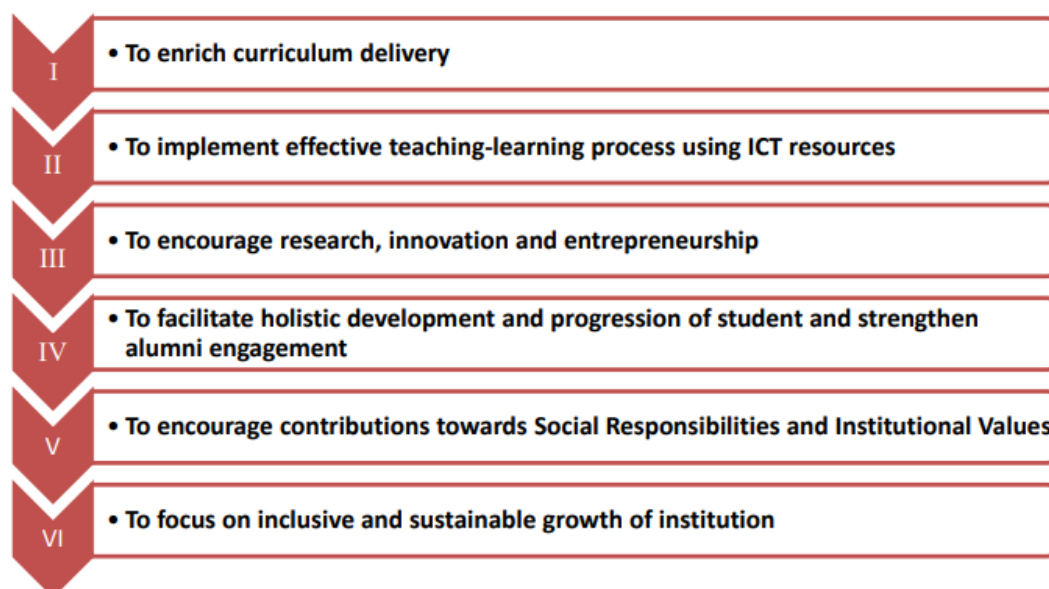 I
• To enrich curriculum delivery
II
• To implement effective teaching-learning process using ICT resources
III
• To encourage research, innovation and entrepreneurship
IV
• To facilitate holistic development and progression of student and strengthen
alumni engagement
V
• To encourage contributions towards Social Responsibilities and Institutional Values
VI
• To focus on inclusive and sustainable growth of institution